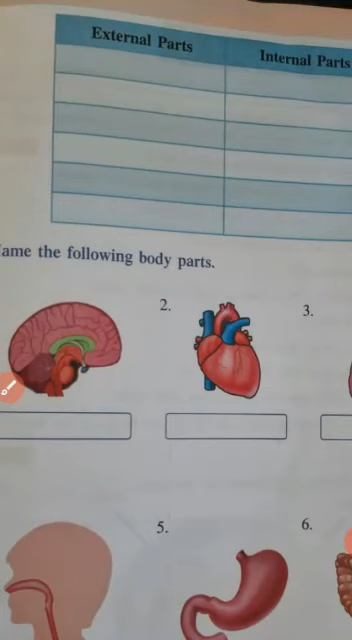 External Parts
Internal Parts
ame the following body parts.
2.
3.
5.
6.